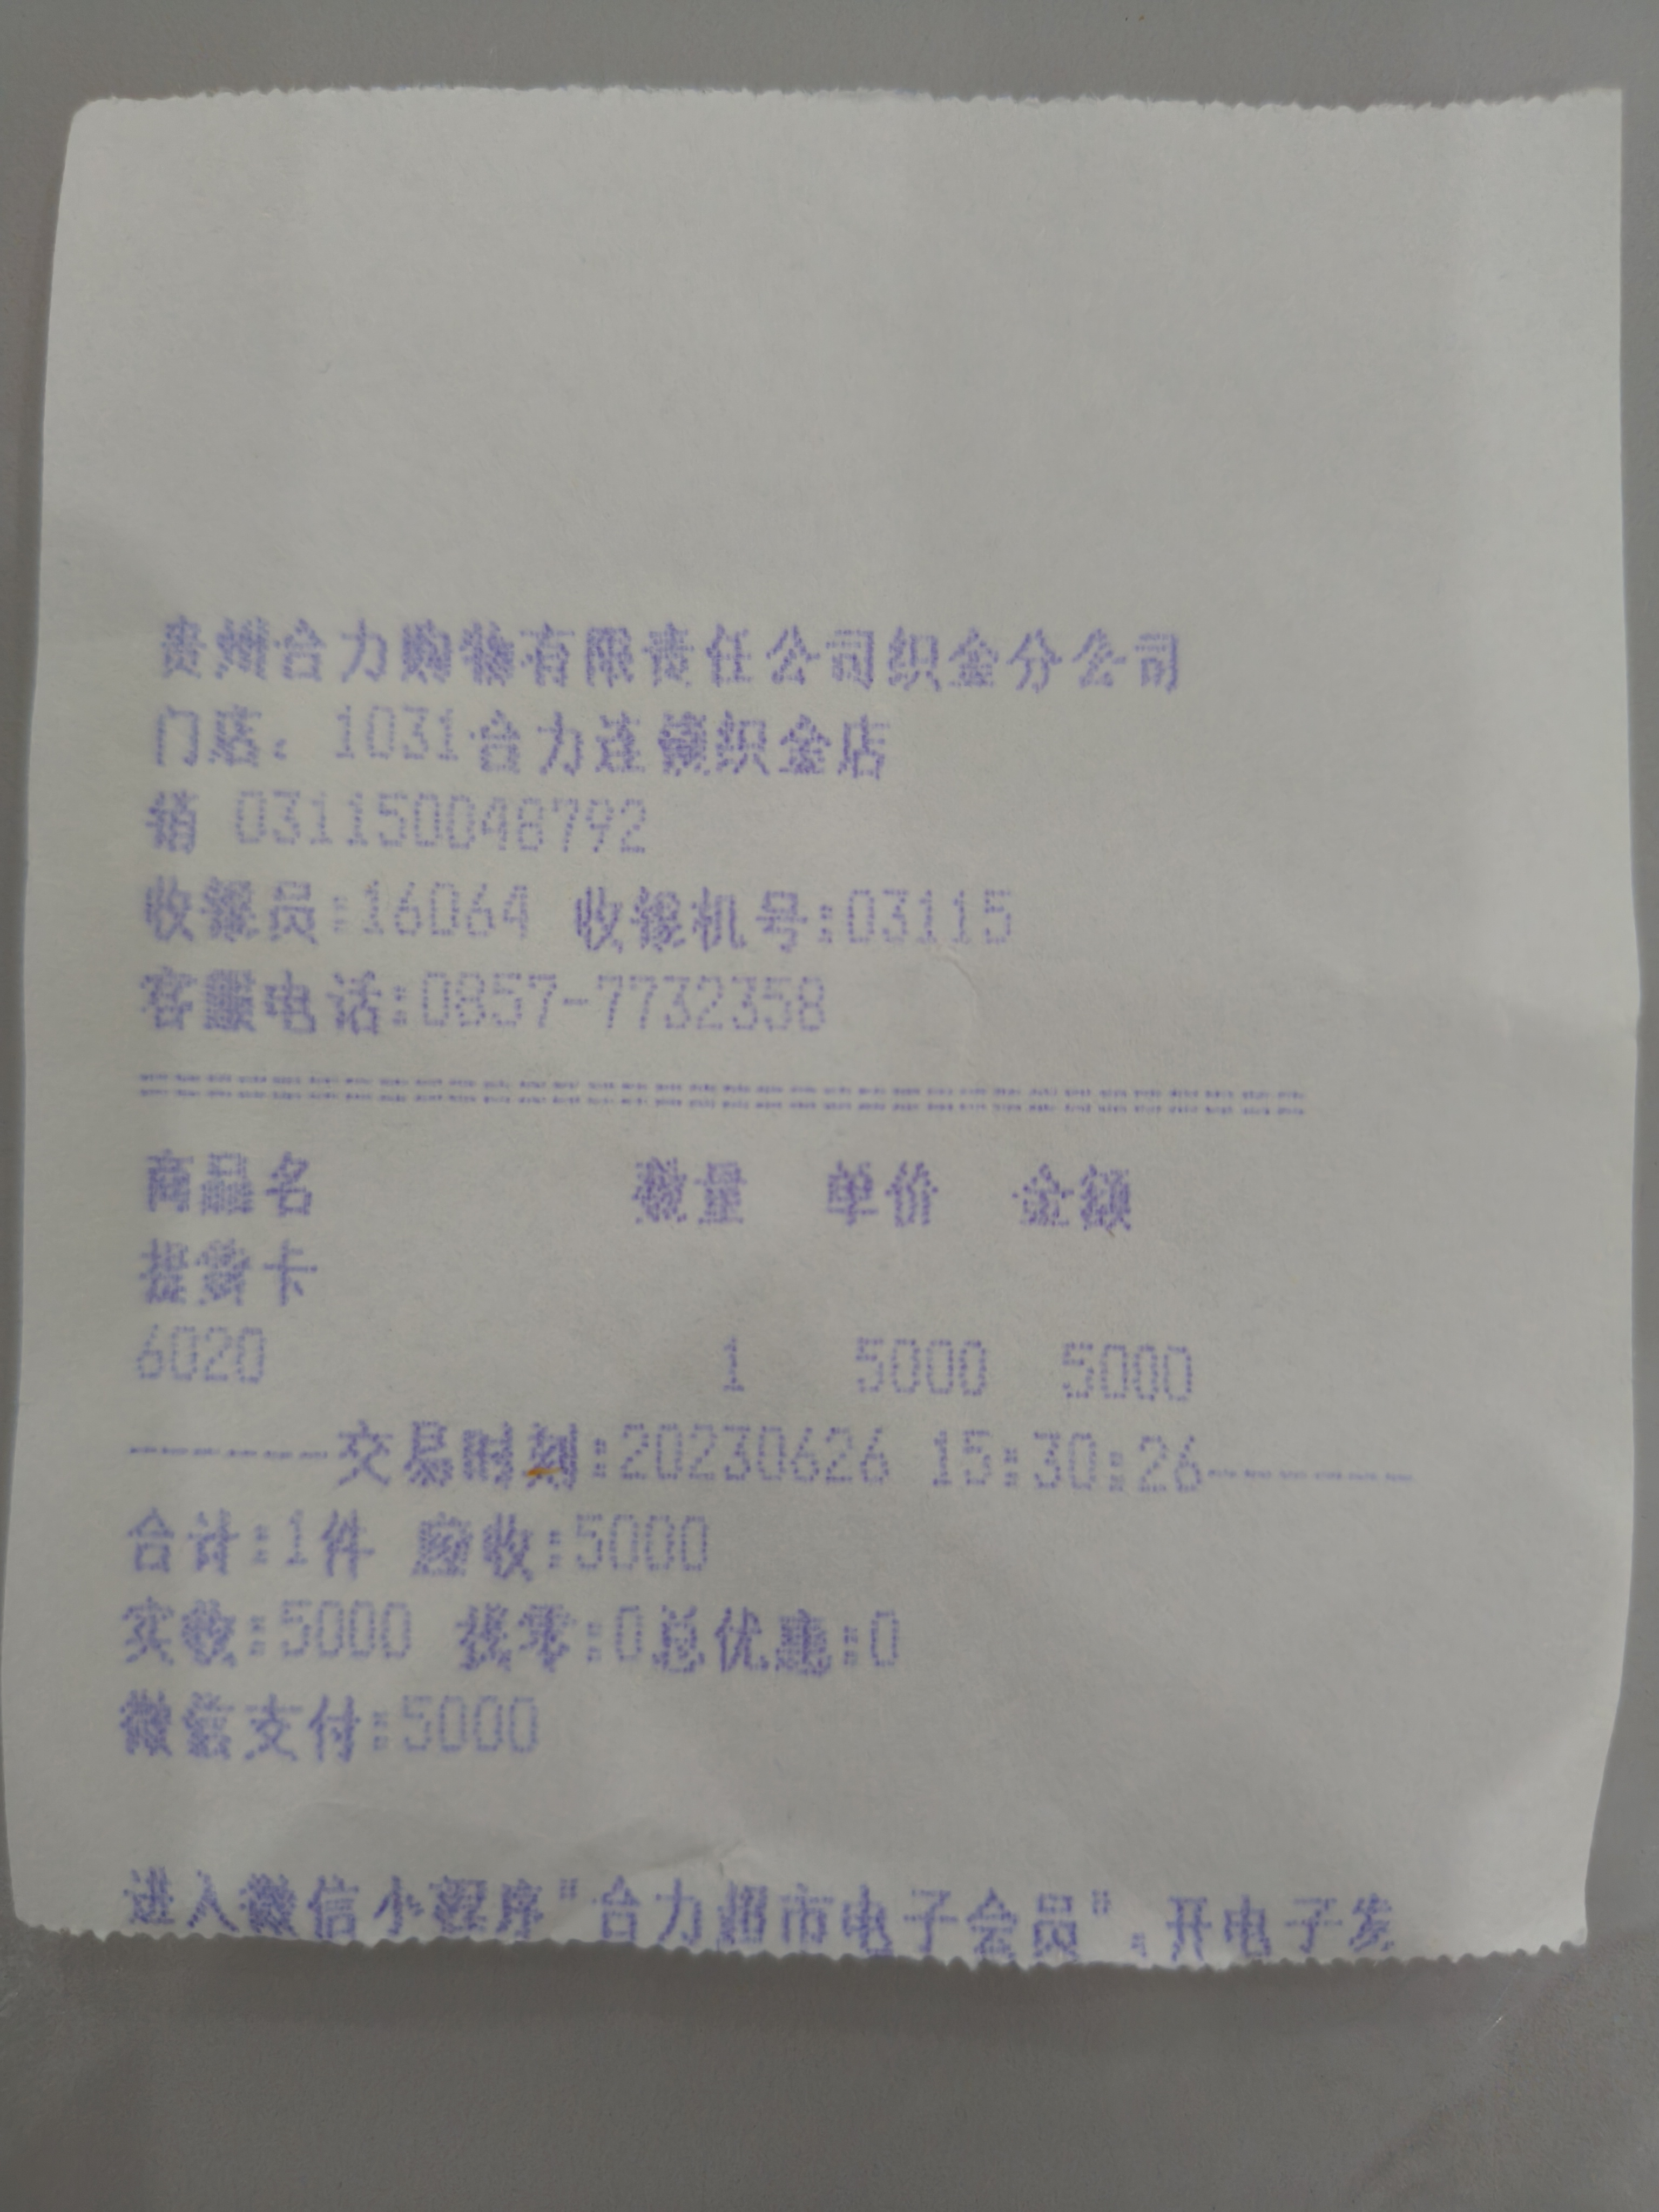 贵州合力购物有限责任公司织金分公司
门店：1031合力连锁织金店
销 031150048792
收银员:16064 收银机号:03115
客服电话:0857-7732358
==================================
商品名 数量 单价 金额
提货卡
6020 1 5000 5000
------交易时刻:20230626 15:30:26------
合计:1件 应收:5000
实收:5000 找零:0总优惠:0
微信支付:5000
进入微信小程序"合力超市电子会员"，开电子发